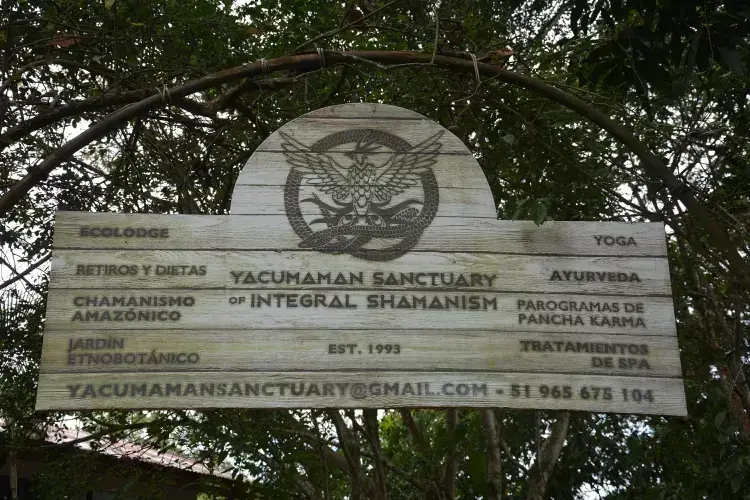 ECOLODGE
RETIROS Y DIETAS
CHAMANISMO
AMAZÓNICO
JARDÍN
ETNOBOTÁNICO
YACUMAMAN SANCTUARY
OF INTEGRAL SHAMANISM
EST. 1993
YOGA
AYURVEDA
PAROGRAMAS DE
PANCHA KARMA
TRATAMIENTOS
DE SPA
YACUMAMANSANCTUARY@GMAIL.COM - 51 965 675 104